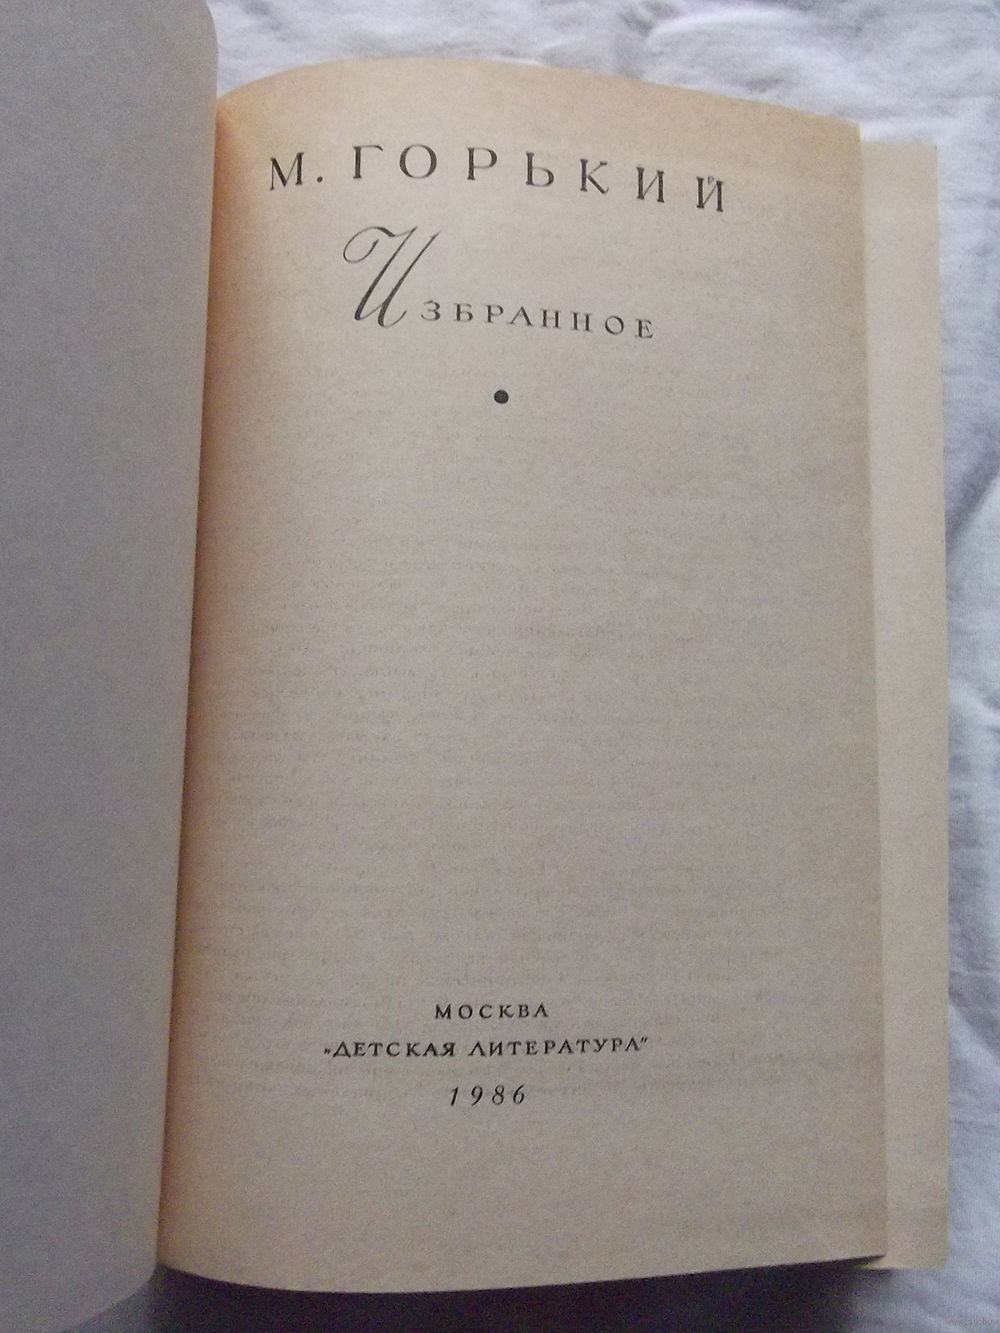 М. ГОРЬКИЙ
ИЗБРАННОЕ
МОСКВА
„ДЕТСКАЯ ЛИТЕРАТУРА"
1986